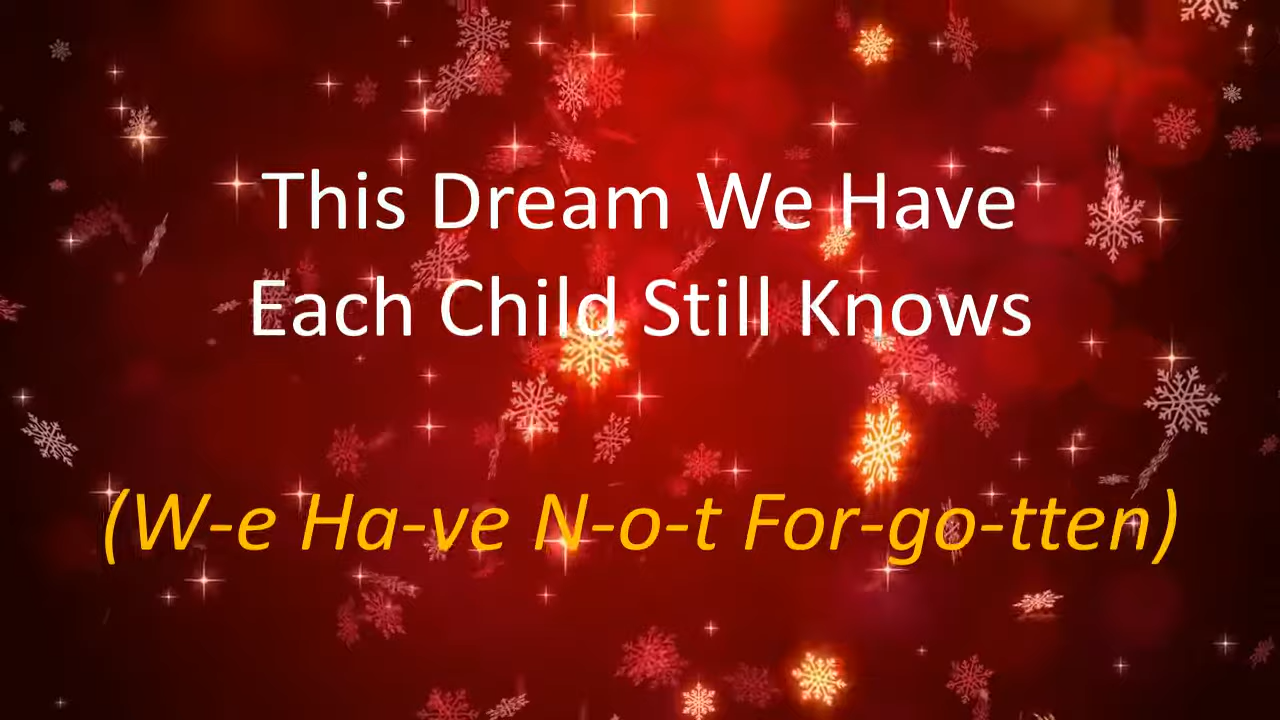 This Dream We Have
Each Child Still Knows
(W-e Ha-ve N-o-t For-go-tten)